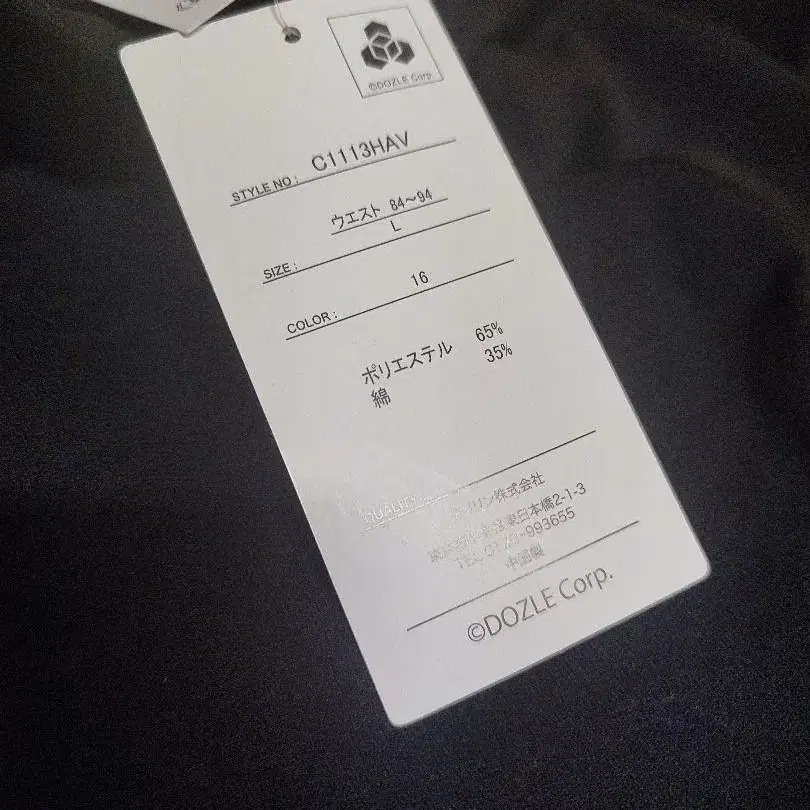 ©DOZLE Corp.
STYLE NO: C1113HAV
ウエスト 84～94
SIZE: L
COLOR: 16
ポリエステル 65%
綿 35%
QUALITY
株式会社
東日本橋2-1-3
TEL 993655
中国製
©DOZLE Corp.